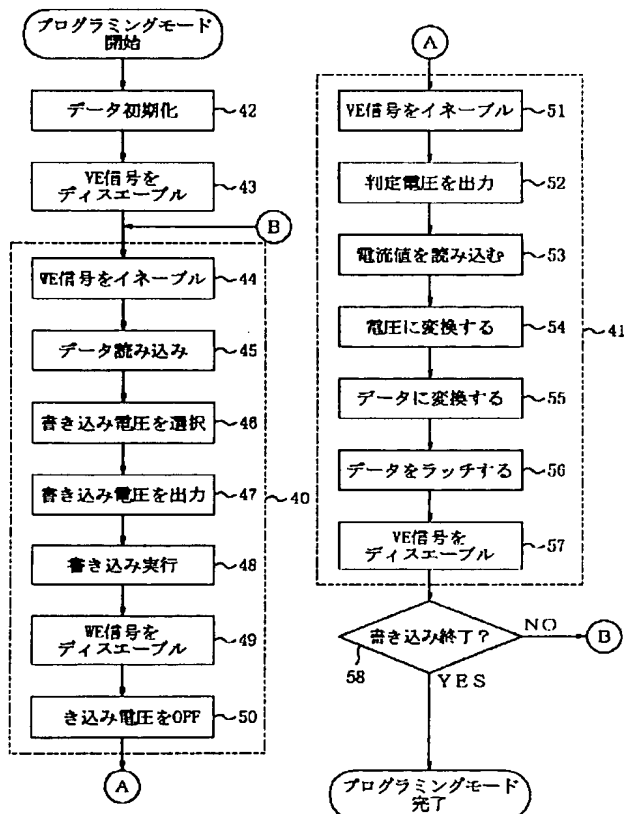 プログラミングモード
開始
データ初期化
42
VE信号を
ディスエーブル
43
B
WE信号をイネーブル
44
データ読み込み
45
書き込み電圧を選択
46
書き込み電圧を出力
47
40
書き込み実行
48
WE信号を
ディスエーブル
49
き込み電圧をOFF
50
A
A
VE信号をイネーブル
51
判定電圧を出力
52
電流値を読み込む
53
電圧に変換する
54
41
データに変換する
55
データをラッチする
56
VE信号を
ディスエーブル
57
書き込み終了?
NO
B
58
YES
プログラミングモード
完了